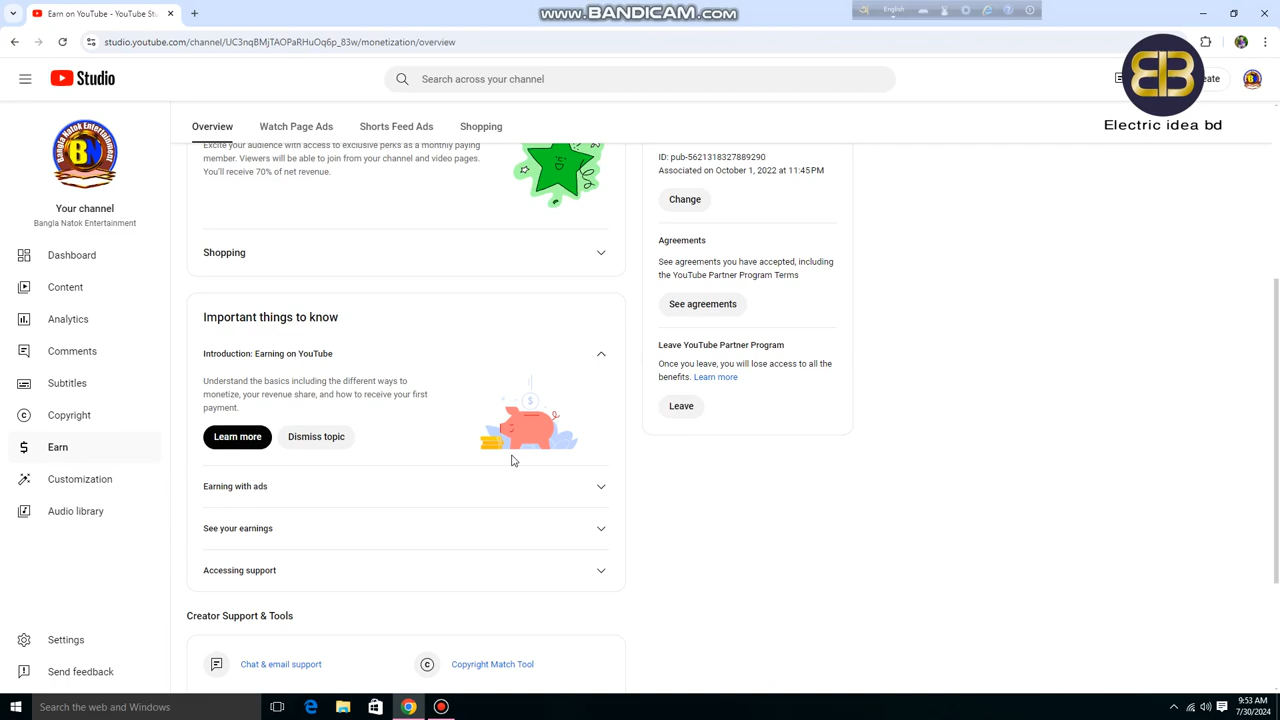 Earn on YouTube - YouTube Stu
www.BANDICAM.com
English
studio.youtube.com/channel/UC3nqBMjTAOPaRHuOq6p_83w/monetization/overview
Studio
Search across your channel
eate
Electric idea bd
Overview
Watch Page Ads
Shorts Feed Ads
Shopping
BN
Your channel
Bangla Natok Entertainment
Dashboard
Content
Analytics
Comments
Subtitles
Copyright
Earn
Customization
Audio library
Settings
Send feedback
Excite your audience with access to exclusive perks as a monthly paying
member. Viewers will be able to join from your channel and video pages.
You'll receive 70% of net revenue.
Shopping
Important things to know
Introduction: Earning on YouTube
Understand the basics including the different ways to
monetize, your revenue share, and how to receive your first
payment.
Learn more
Dismiss topic
Earning with ads
See your earnings
Accessing support
Creator Support & Tools
Chat & email support
Copyright Match Tool
ID: pub-5621318327889290
Associated on October 1, 2022 at 11:45 PM
Change
Agreements
See agreements you have accepted, including
the YouTube Partner Program Terms
See agreements
Leave YouTube Partner Program
Once you leave, you will lose access to all the
benefits. Learn more
Leave
Search the web and Windows
9:53 AM
7/30/2024